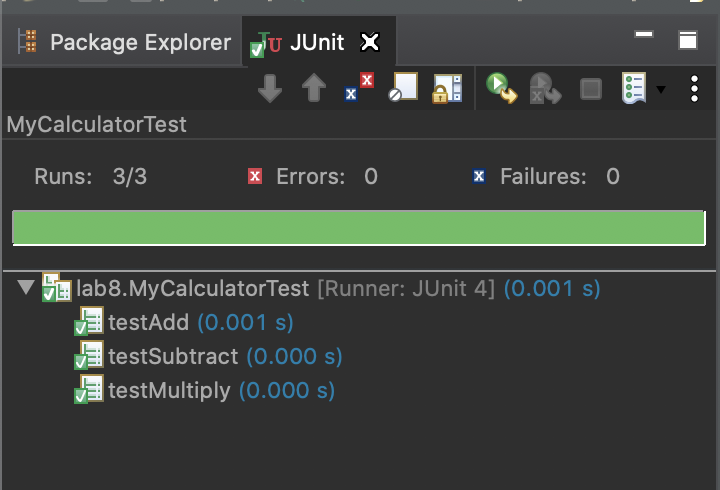 Package Explorer JUnit
MyCalculatorTest
Runs: 3/3 Errors: 0 Failures: 0
lab8.MyCalculatorTest [Runner: JUnit 4] (0.001 s)
testAdd (0.001 s)
testSubtract (0.000 s)
testMultiply (0.000 s)